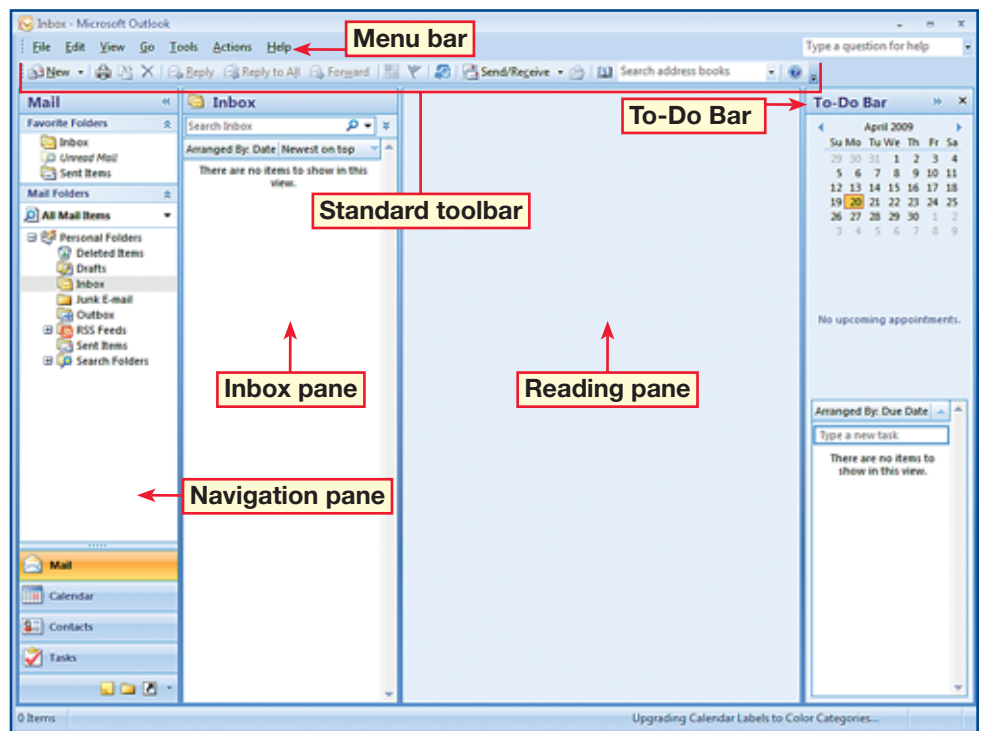 Inbox - Microsoft Outlook
File Edit View Go Tools Actions Help
Menu bar
Type a question for help
New Reply Reply to All Forward Send/Receive Search address books
Mail
Favorite Folders
Inbox
Unread Mail
Sent Items
Mail Folders
All Mail Items
Personal Folders
Deleted Items
Drafts
Inbox
Junk E-mail
Outbox
RSS Feeds
Sent Items
Search Folders
Navigation pane
Mail
Calendar
Contacts
Tasks
Inbox
Search Inbox
Arranged By: Date Newest on top
There are no items to show in this
view.
Standard toolbar
Inbox pane
Reading pane
To-Do Bar
To-Do Bar
April 2009
Su Mo Tu We Th Fr Sa
29 30 31 1 2 3 4
5 6 7 8 9 10 11
12 13 14 15 16 17 18
19 20 21 22 23 24 25
26 27 28 29 30 1 2
3 4 5 6 7 8 9
No upcoming appointments.
Arranged By: Due Date
Type a new task
There are no items to
show in this view.
0 Items
Upgrading Calendar Labels to Color Categories...